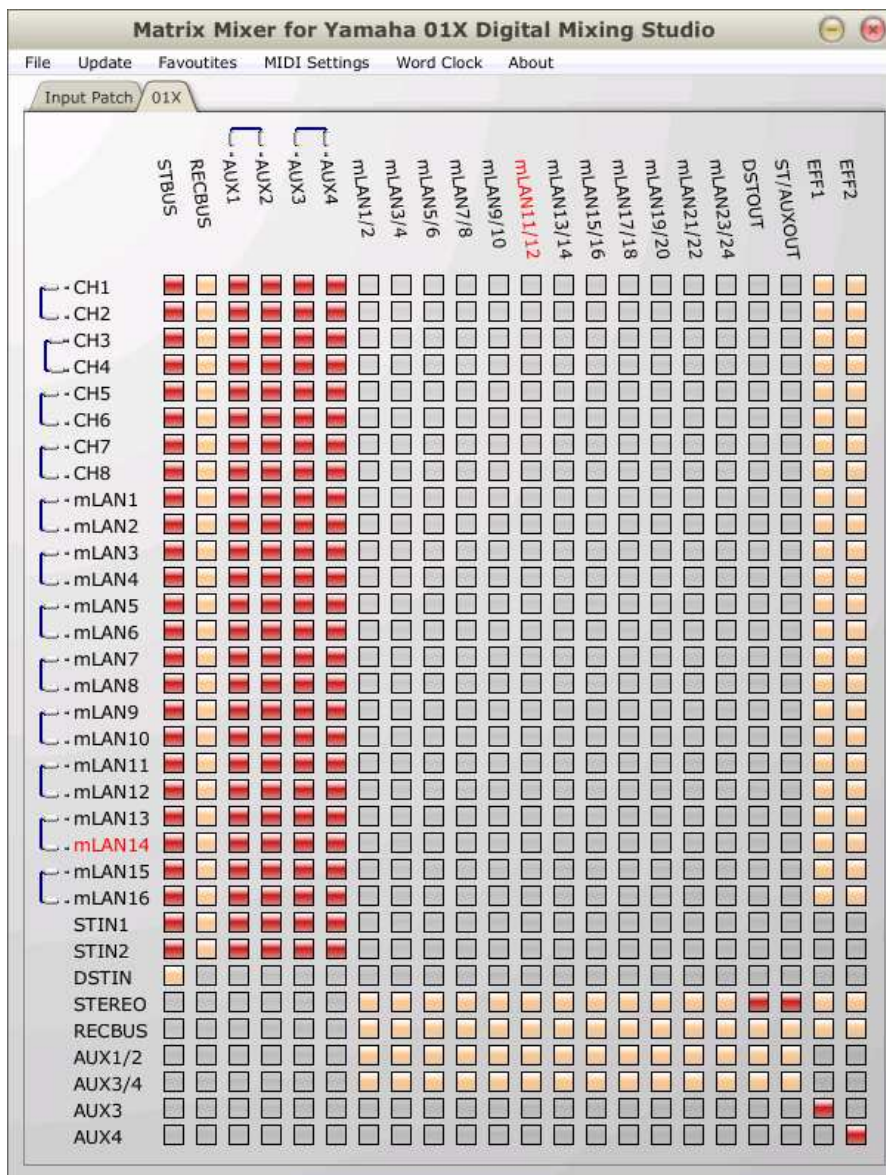 Matrix Mixer for Yamaha 01X Digital Mixing Studio
File Update Favoutites MIDI Settings Word Clock About
Input Patch 01X
STBUS RECBUS AUX1 AUX2 AUX3 AUX4 mLAN1/2 mLAN3/4 mLAN5/6 mLAN7/8 mLAN9/10 mLAN11/12 mLAN13/14 mLAN15/16 mLAN17/18 mLAN19/20 mLAN21/22 mLAN23/24 DSTOUT ST/AUXOUT EFF1 EFF2
CH1
CH2
CH3
CH4
CH5
CH6
CH7
CH8
mLAN1
mLAN2
mLAN3
mLAN4
mLAN5
mLAN6
mLAN7
mLAN8
mLAN9
mLAN10
mLAN11
mLAN12
mLAN13
mLAN14
mLAN15
mLAN16
STIN1
STIN2
DSTIN
STEREO
RECBUS
AUX1/2
AUX3/4
AUX3
AUX4